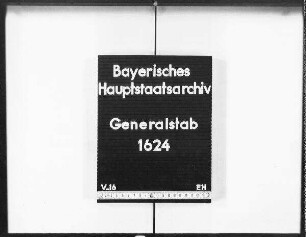 Bayerisches
Hauptstaatsarchiv
Generalstab
1624
V.16 EH